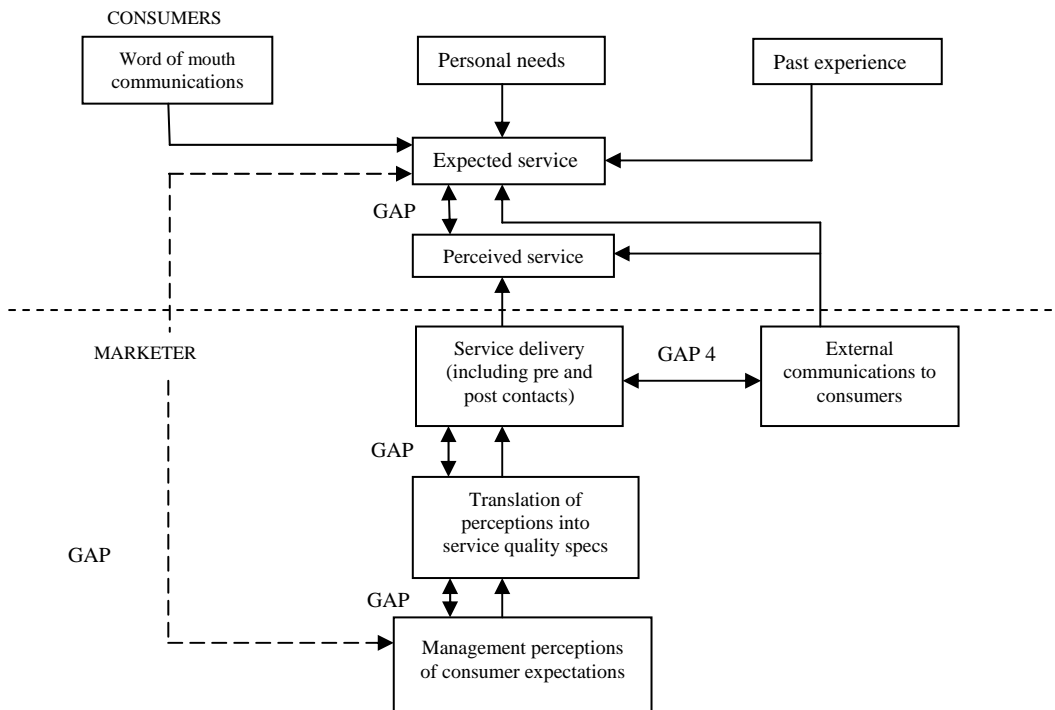 CONSUMERS
Word of mouth
communications
Personal needs
Past experience
Expected service
GAP
Perceived service
MARKETER
Service delivery
(including pre and
post contacts)
GAP 4
External
communications to
consumers
GAP
Translation of
perceptions into
service quality specs
GAP
GAP
Management perceptions
of consumer expectations